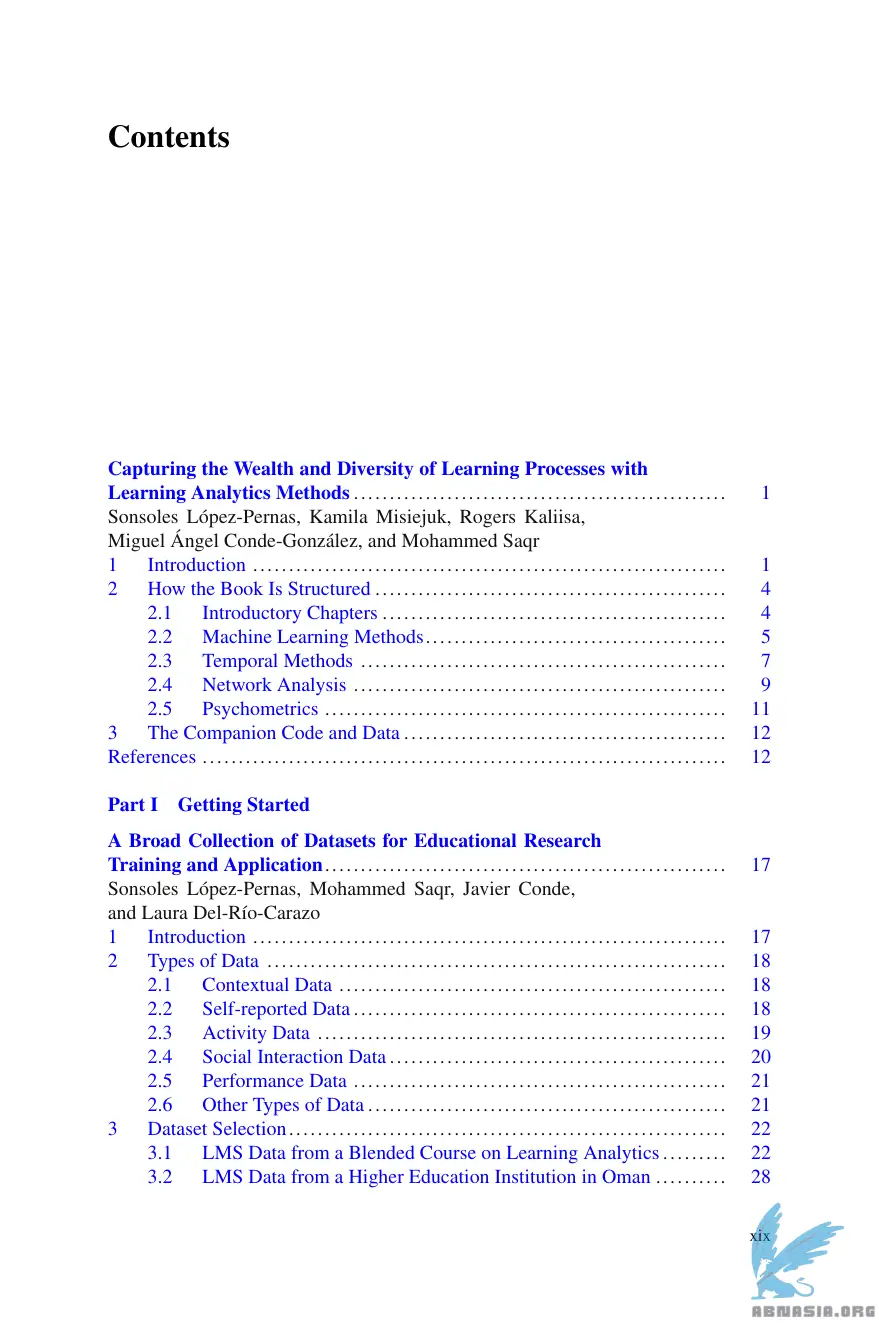 Contents
Capturing the Wealth and Diversity of Learning Processes with
Learning Analytics Methods ................................................... 1
Sonsoles López-Pernas, Kamila Misiejuk, Rogers Kaliisa,
Miguel Ángel Conde-González, and Mohammed Saqr
1 Introduction ................................................................. 1
2 How the Book Is Structured ................................................ 4
2.1 Introductory Chapters ............................................... 4
2.2 Machine Learning Methods ......................................... 5
2.3 Temporal Methods .................................................. 7
2.4 Network Analysis ................................................... 9
2.5 Psychometrics ....................................................... 11
3 The Companion Code and Data ............................................ 12
References ........................................................................ 12
Part I Getting Started
A Broad Collection of Datasets for Educational Research
Training and Application ....................................................... 17
Sonsoles López-Pernas, Mohammed Saqr, Javier Conde,
and Laura Del-Río-Carazo
1 Introduction ................................................................. 17
2 Types of Data ............................................................... 18
2.1 Contextual Data ..................................................... 18
2.2 Self-reported Data ................................................... 18
2.3 Activity Data ........................................................ 19
2.4 Social Interaction Data .............................................. 20
2.5 Performance Data ................................................... 21
2.6 Other Types of Data ................................................. 21
3 Dataset Selection ............................................................ 22
3.1 LMS Data from a Blended Course on Learning Analytics ......... 22
3.2 LMS Data from a Higher Education Institution in Oman .......... 28
xix
ABNASIA.ORG